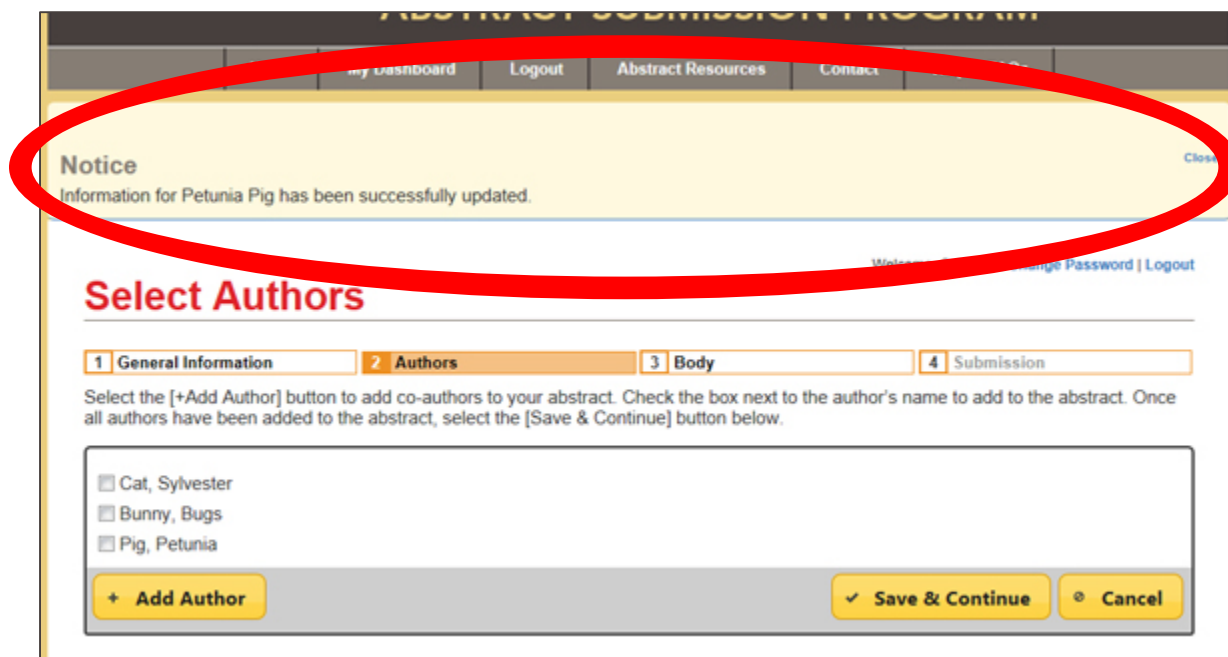 ABSTRACT SUBMISSION PROGRAM
My Dashboard Logout Abstract Resources Contact
Notice
Close
Information for Petunia Pig has been successfully updated.
Password | Logout
Select Authors
1 General Information 2 Authors 3 Body 4 Submission
Select the [+Add Author] button to add co-authors to your abstract. Check the box next to the author's name to add to the abstract. Once
all authors have been added to the abstract, select the [Save & Continue] button below.
Cat, Sylvester
Bunny, Bugs
Pig, Petunia
+ Add Author Save & Continue Cancel